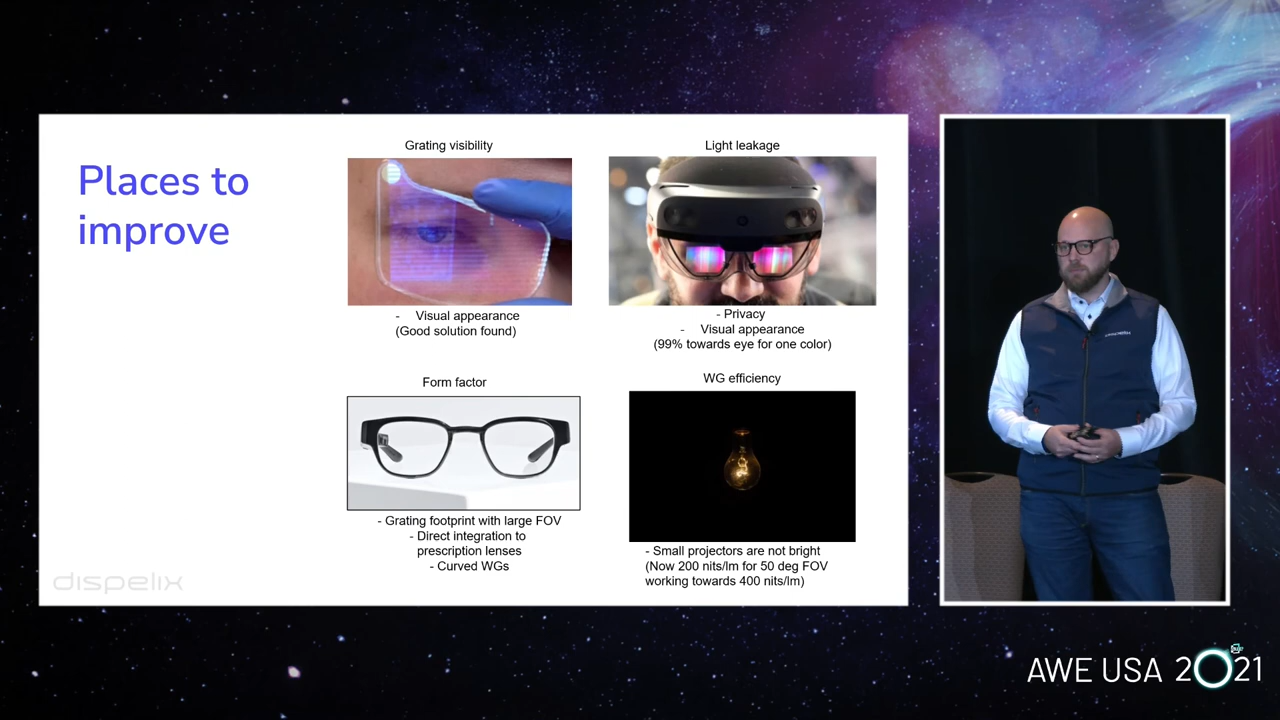 Places to
improve
Grating visibility
- Visual appearance
(Good solution found)
Light leakage
- Privacy
- Visual appearance
(99% towards eye for one color)
Form factor
- Grating footprint with large FOV
- Direct integration to
prescription lenses
- Curved WGs
WG efficiency
- Small projectors are not bright
(Now 200 nits/lm for 50 deg FOV
working towards 400 nits/lm)
dispelix
AWE USA 2021